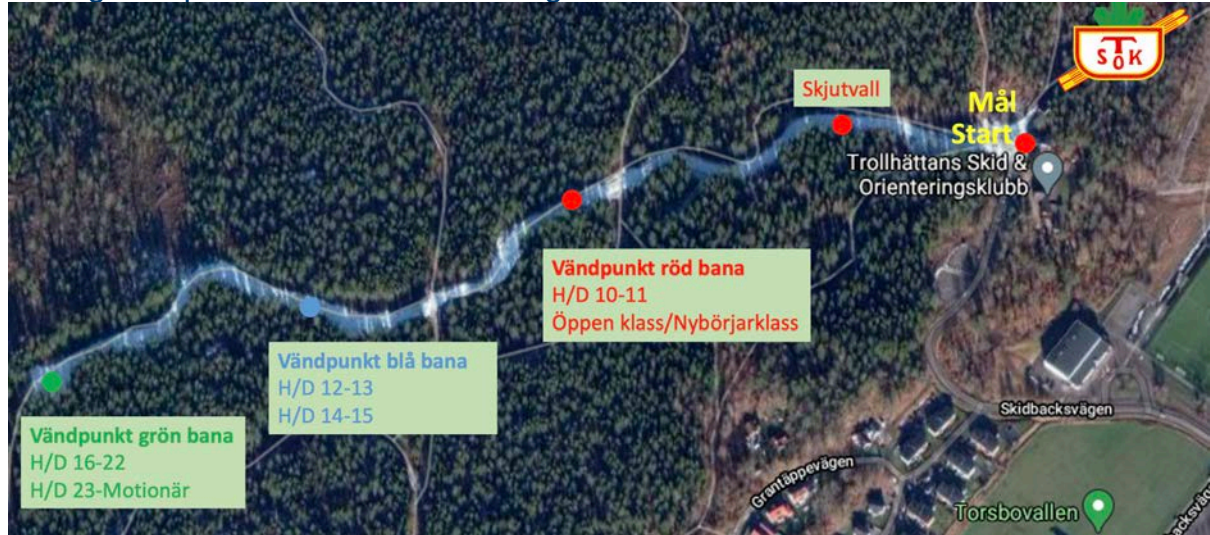 T
S O K
Skjutvall
Mål
Start
Trollhättans Skid &
Orienteringsklubb
Vändpunkt röd bana
H/D 10-11
Öppen klass/Nybörjarklass
Vändpunkt blå bana
H/D 12-13
H/D 14-15
Vändpunkt grön bana
H/D 16-22
H/D 23-Motionär
Skidbacksvägen
Grantäppevägen
Torsbovallen